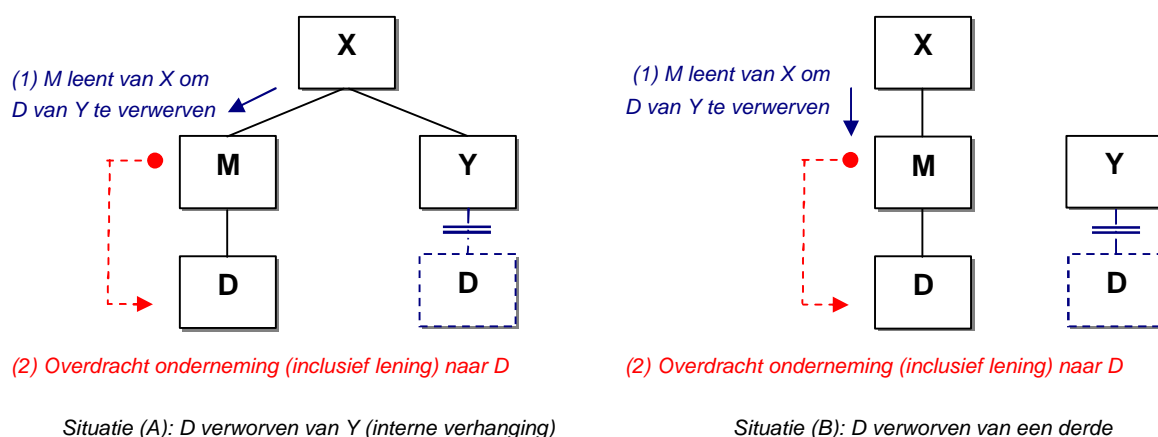 X
(1) M leent van X om
D van Y te verwerven
M
Y
D
D
(2) Overdracht onderneming (inclusief lening) naar D
Situatie (A): D verworven van Y (interne verhanging)
X
(1) M leent van X om
D van Y te verwerven
M
Y
D
D
(2) Overdracht onderneming (inclusief lening) naar D
Situatie (B): D verworven van een derde